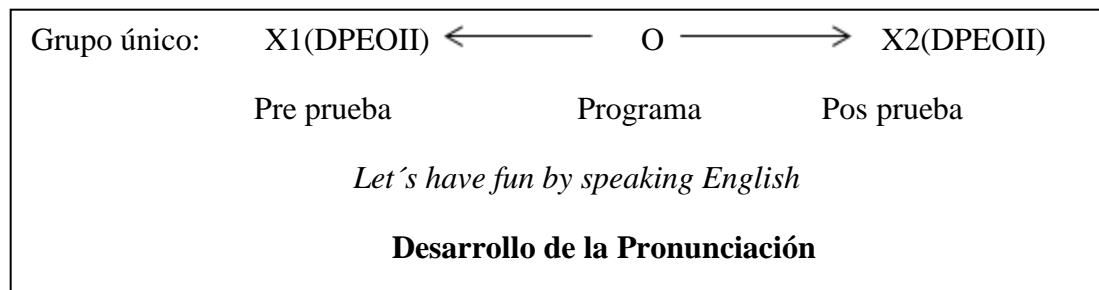 Grupo único: X1(DPEOII) ← O → X2(DPEOII)
Pre prueba Programa Pos prueba
Let´s have fun by speaking English
Desarrollo de la Pronunciación